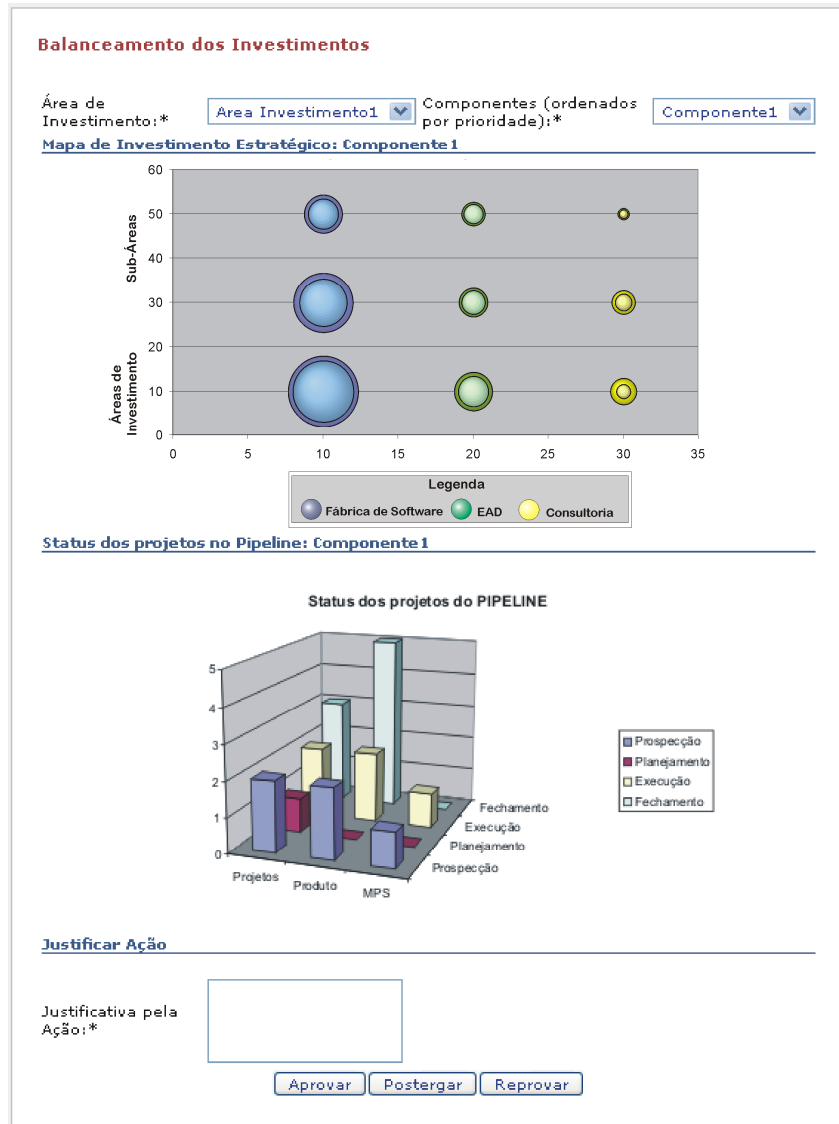 Balanceamento dos Investimentos
Área de Investimento:*
Area Investimento1
Componentes (ordenados por prioridade):*
Componente1
Mapa de Investimento Estratégico: Componente1
60
50
40
30
20
10
0
Sub-Áreas
Áreas de Investimento
0 5 10 15 20 25 30 35
Legenda
Fábrica de Software EAD Consultoria
Status dos projetos no Pipeline: Componente1
Status dos projetos do PIPELINE
5
4
3
2
1
0
Projetos
Produto
MPS
Fechamento
Execução
Planejamento
Prospecção
Prospecção
Planejamento
Execução
Fechamento
Justificar Ação
Justificativa pela Ação:*
Aprovar Postergar Reprovar